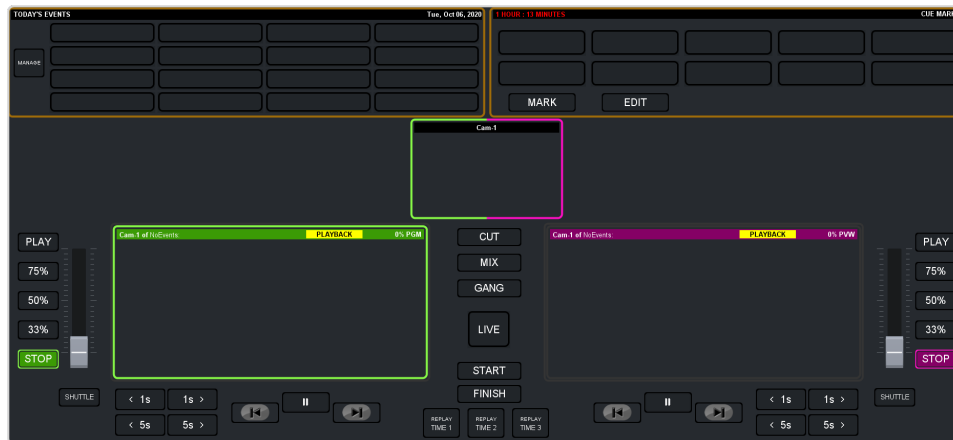 TODAY'S EVENTS Tue, Oct 06, 2020
1 HOUR : 13 MINUTES CUE MARK
MANAGE
MARK EDIT
Cam-1
Cam-1 of NoEvents: PLAYBACK 0% PGM
Cam-1 of NoEvents: PLAYBACK 0% PVW
PLAY
75%
50%
33%
STOP
SHUTTLE
< 1s 1s >
< 5s 5s >
CUT
MIX
GANG
LIVE
START
FINISH
REPLAY TIME 1
REPLAY TIME 2
REPLAY TIME 3
PLAY
75%
50%
33%
STOP
< 1s 1s >
< 5s 5s >
SHUTTLE